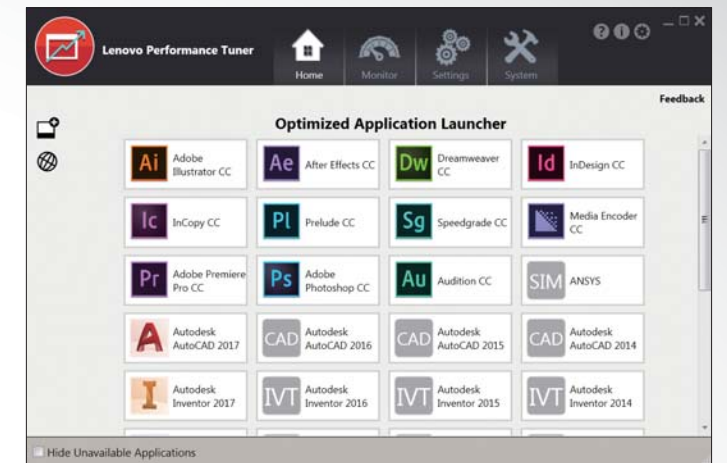 Lenovo Performance Tuner
Home
Monitor
Settings
System
Feedback
Optimized Application Launcher
Ai
Adobe
Illustrator CC
Ae
After Effects CC
Dw
Dreamweaver
CC
Id
InDesign CC
Ic
InCopy CC
Pl
Prelude CC
Sg
Speedgrade CC
Media Encoder
CC
Pr
Adobe Premiere
Pro CC
Ps
Adobe
Photoshop CC
Au
Audition CC
SIM
ANSYS
Autodesk
AutoCAD 2017
CAD
Autodesk
AutoCAD 2016
CAD
Autodesk
AutoCAD 2015
CAD
Autodesk
AutoCAD 2014
Autodesk
Inventor 2017
IVT
Autodesk
Inventor 2016
IVT
Autodesk
Inventor 2015
IVT
Autodesk
Inventor 2014
Hide Unavailable Applications